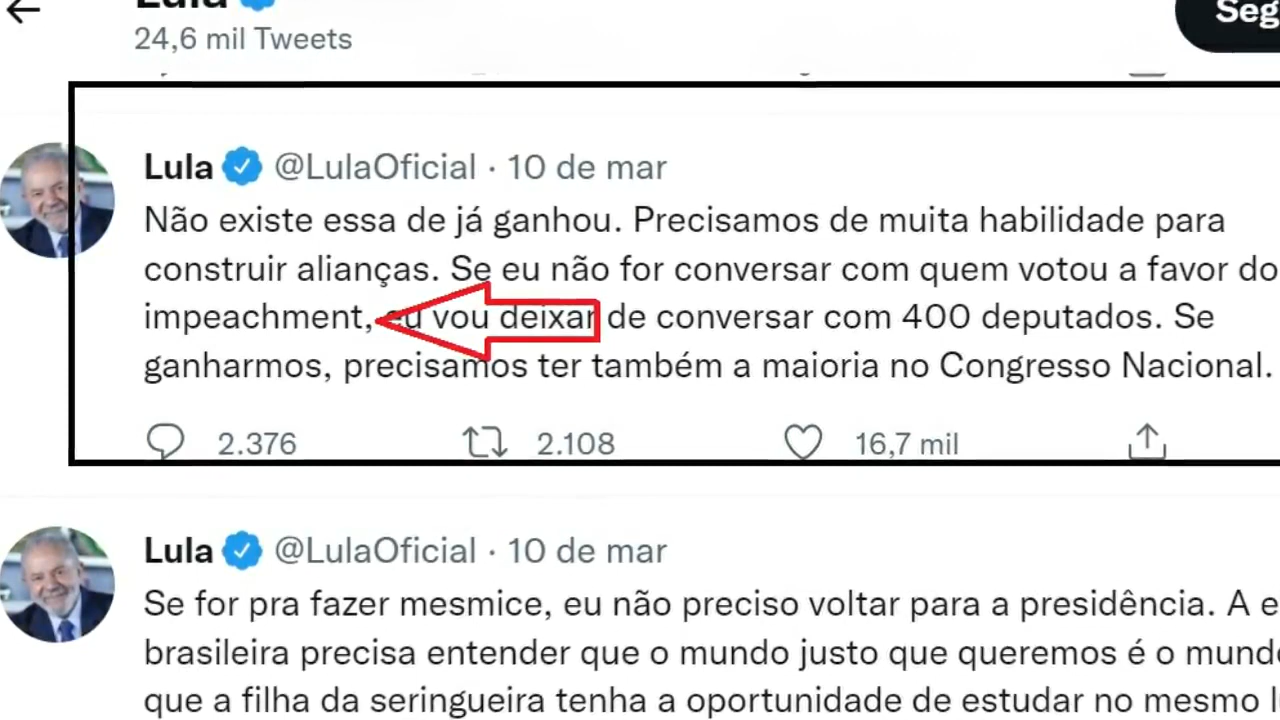 Lula
24,6 mil Tweets
Seg
Lula @LulaOficial · 10 de mar
Não existe essa de já ganhou. Precisamos de muita habilidade para
construir alianças. Se eu não for conversar com quem votou a favor do
impeachment, eu vou deixar de conversar com 400 deputados. Se
ganharmos, precisamos ter também a maioria no Congresso Nacional.
2.376 2.108 16,7 mil
Lula @LulaOficial · 10 de mar
Se for pra fazer mesmice, eu não preciso voltar para a presidência. A
brasileira precisa entender que o mundo justo que queremos é o
que a filha da seringueira tenha a oportunidade de estudar no mesmo